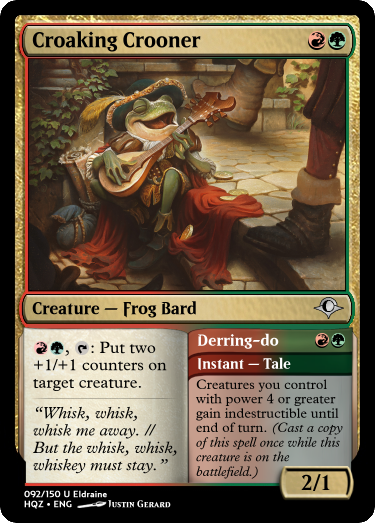 Croaking Crooner
Creature — Frog Bard
, : Put two
+1/+1 counters on
target creature.
“Whisk, whisk,
whisk me away. //
But the whisk, whisk,
whiskey must stay.”
Derring-do
Instant — Tale
Creatures you control
with power 4 or greater
gain indestructible until
end of turn. (Cast a copy
of this spell once while this
creature is on the
battlefield.)
2/1
092/150 U Eldraine
HQZ • ENG Justin Gerard